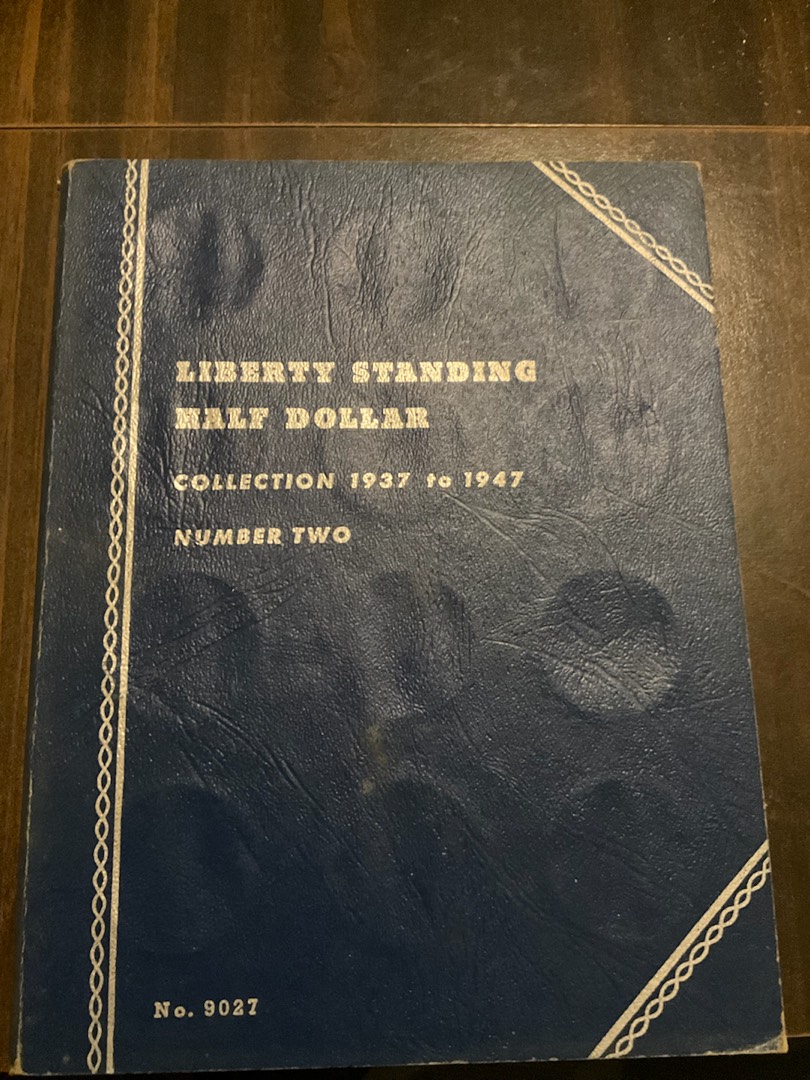 LIBERTY STANDING
HALF DOLLAR
COLLECTION 1937 to 1947
NUMBER TWO
No. 9027